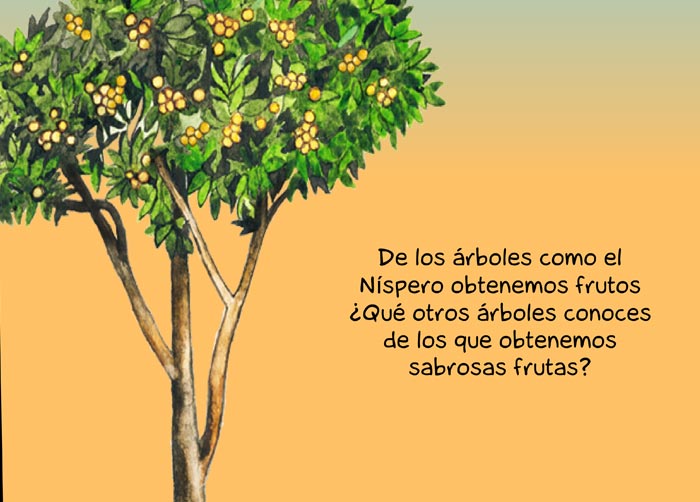 De los árboles como el
Níspero obtenemos frutos
¿Qué otros árboles conoces
de los que obtenemos
sabrosas frutas?